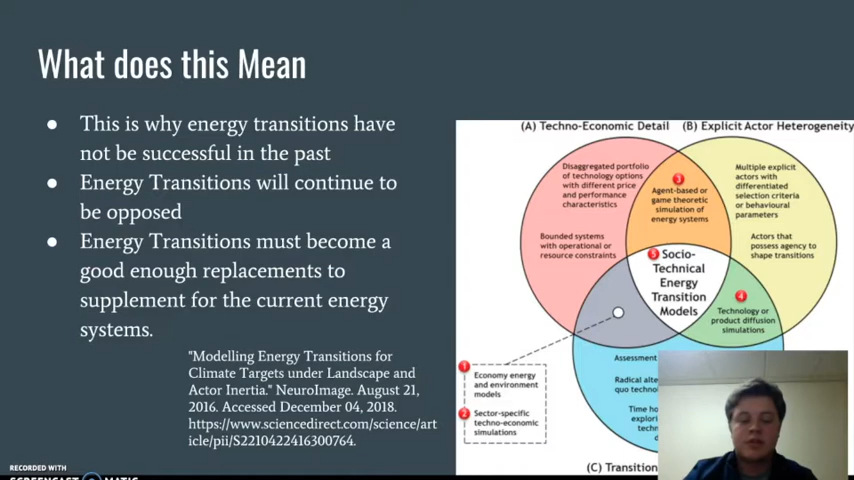 What does this Mean
● This is why energy transitions have
not be successful in the past
● Energy Transitions will continue to
be opposed
● Energy Transitions must become a
good enough replacements to
supplement for the current energy
systems.
"Modelling Energy Transitions for
Climate Targets under Landscape and
Actor Inertia." NeuroImage. August 21,
2016. Accessed December 04, 2018.
https://www.sciencedirect.com/science/art
icle/pii/S2210422416300764.
(A) Techno-Economic Detail
(B) Explicit Actor Heterogeneity
Disaggregated portfolio
of technology options
with different price
and performance
characteristics
Bounded systems
with operational or
resource constraints
3
Agent-based or
game theoretic
simulation of
energy systems
Multiple explicit
actors with
differentiated
selection criteria
or behavioural
parameters
Actors that
possess agency to
shape transitions
5 Socio-
Technical
Energy
Transition
Models
4
Technology or
product diffusion
simulations
1
Economy energy
and environment
models
2
Sector-specific
techno-economic
simulations
Assessment
Radical alte
quo technol
Time ho
explori
techn
(C) Transition
RECORDED WITH
SCREENCAST MATIC